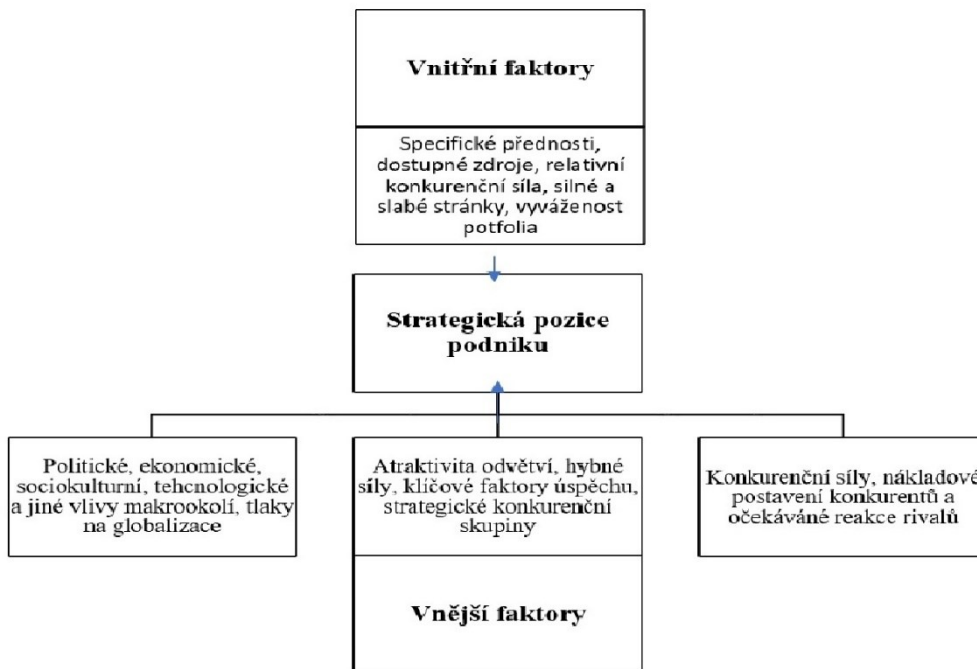 Vnitřní faktory
Specifické přednosti,
dostupné zdroje, relativní
konkurenční síla, silné a
slabé stránky, vyváženost
potfolia
Strategická pozice
podniku
Politické, ekonomické,
sociokulturní, tehcnologické
a jiné vlivy makrookolí, tlaky
na globalizace
Atraktivita odvětví, hybné
síly, klíčové faktory úspěchu,
strategické konkurenční
skupiny
Konkurenční síly, nákladové
postavení konkurentů a
očekáváné reakce rivalů
Vnější faktory